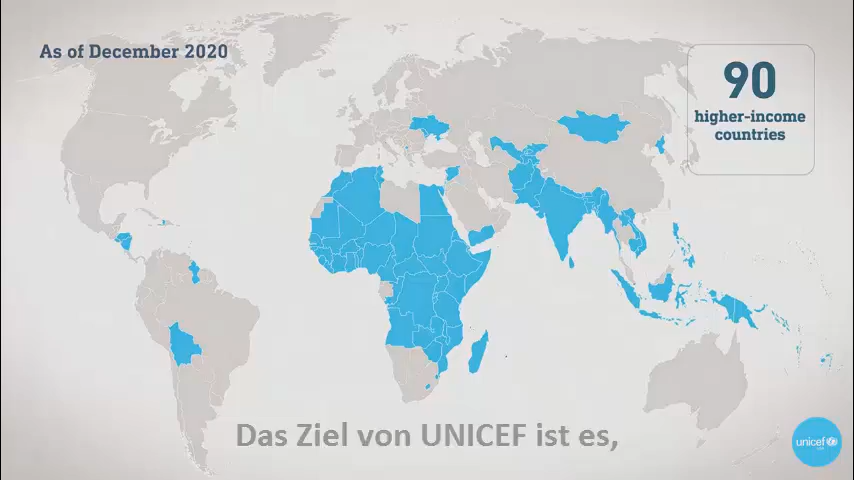 As of December 2020
90
higher-income
countries
Das Ziel von UNICEF ist es,
unicef